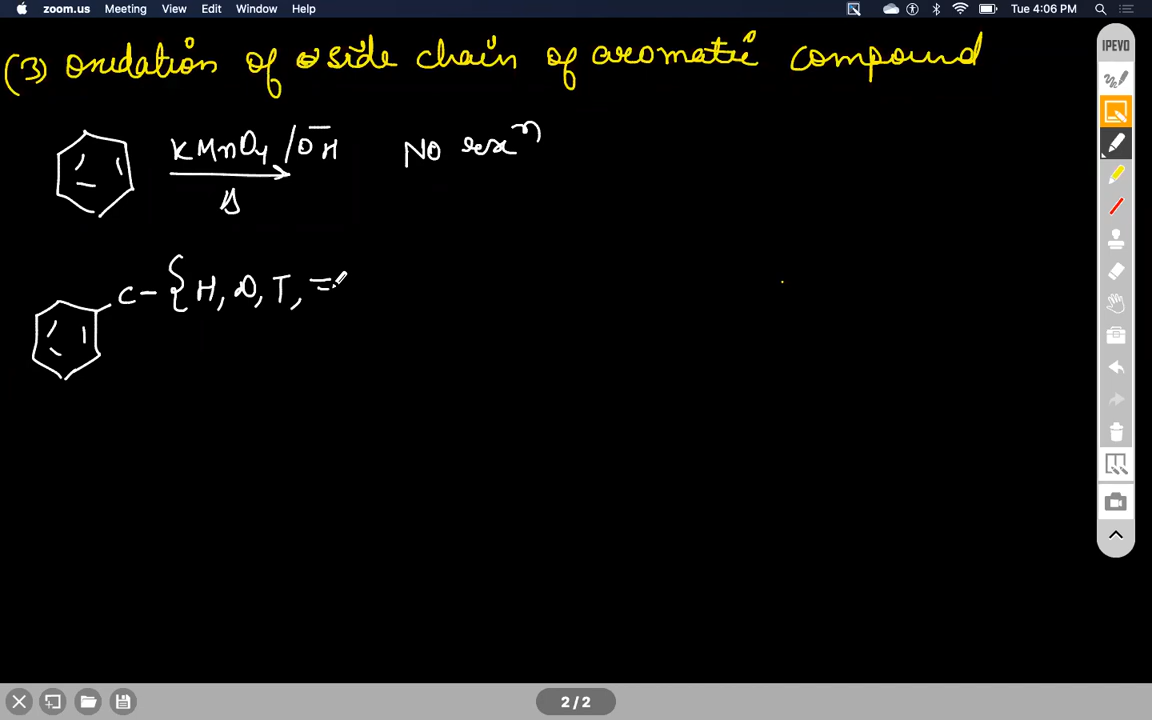 zoom.us Meeting View Edit Window Help Tue 4:06 PM
(3) oxidation of side chain of aromatic compound
IPEVO
KMnO4 /OH̅
Δ
NO rexⁿ
C-{H, D, T, =
2/2